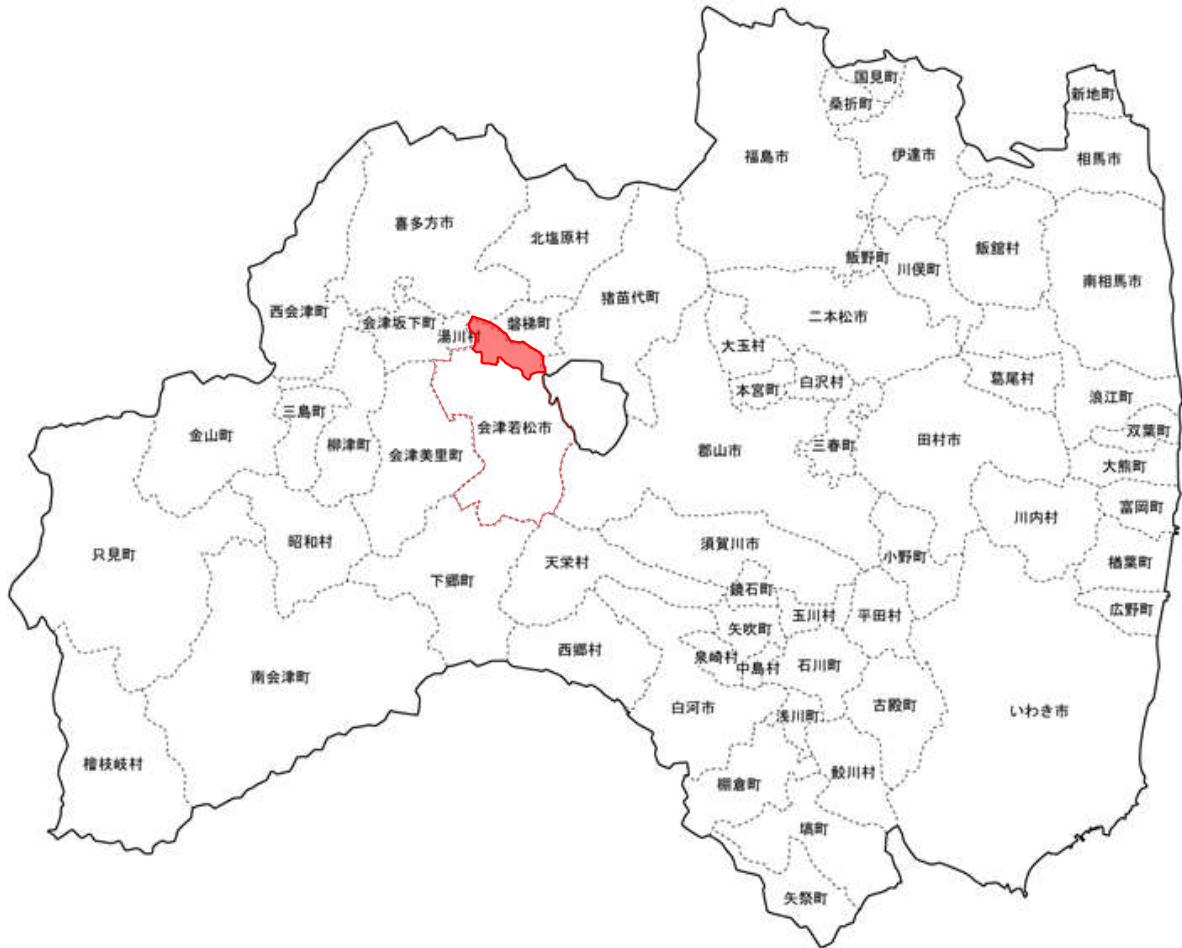 国見町
桑折町
新地町
福島市
伊達市
相馬市
喜多方市
北塩原村
飯野町
川俣町
飯舘村
南相馬市
西会津町
会津坂下町
湯川村
磐梯町
猪苗代町
二本松市
大玉村
本宮町
白沢村
葛尾村
浪江町
双葉町
三島町
金山町
柳津町
会津美里町
会津若松市
郡山市
三春町
田村市
大熊町
富岡町
川内村
只見町
昭和村
下郷町
天栄村
須賀川市
小野町
楢葉町
鏡石町
広野町
矢吹町
玉川村
平田村
西郷村
泉崎村
中島村
石川町
南会津町
白河市
浅川町
古殿町
いわき市
檜枝岐村
棚倉町
鮫川村
塙町
矢祭町